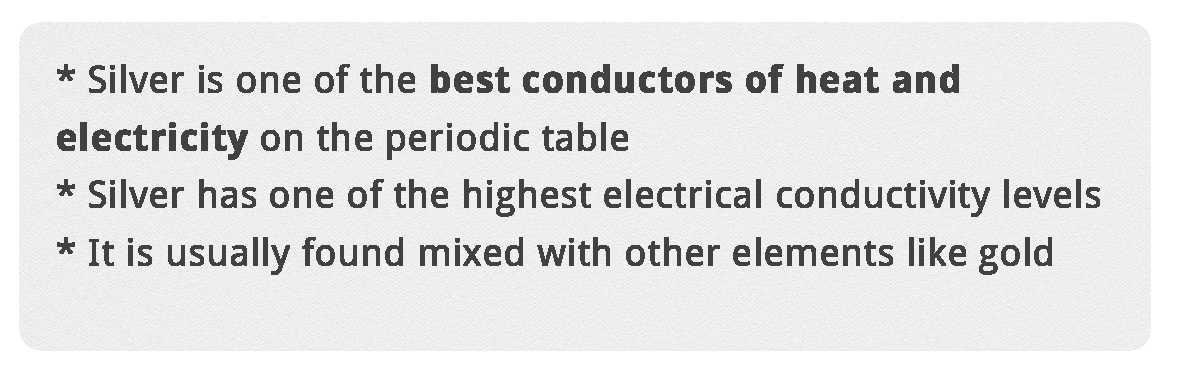 * Silver is one of the best conductors of heat and
electricity on the periodic table
* Silver has one of the highest electrical conductivity levels
* It is usually found mixed with other elements like gold